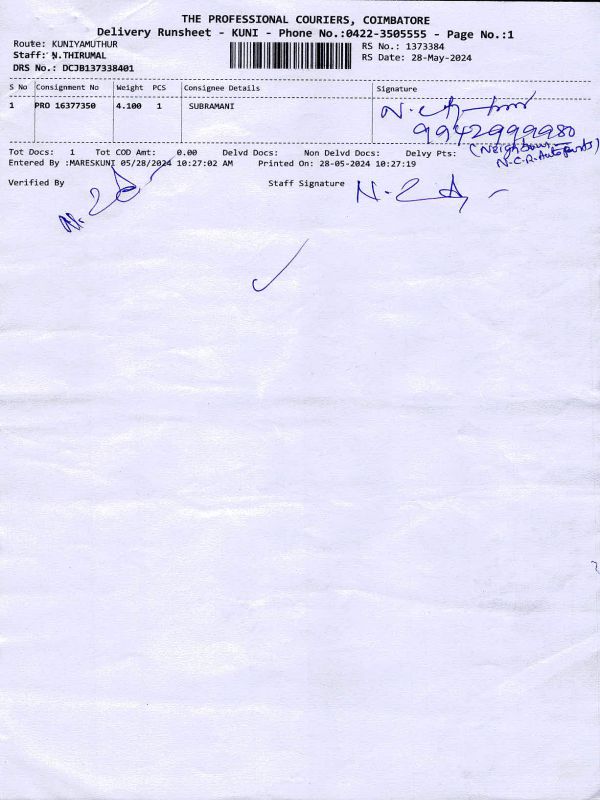 THE PROFESSIONAL COURIERS, COIMBATORE
Delivery Runsheet - KUNI - Phone No.:0422-3505555 - Page No.:1
Route: KUNIYAMUTHUR
Staff: N.THIRUMAL
DRS No.: DCJB137338401
RS No.: 1373384
RS Date: 28-May-2024
S No Consignment No Weight PCS Consignee Details Signature
1 PRO 16377350 4.100 1 SUBRAMANI
9942999980
(Neighbour
N.C.R. Autoparts)
Tot Docs: 1 Tot COD Amt: 0.00 Delvd Docs: Non Delvd Docs: Delvy Pts:
Entered By :MARESKUNI 05/28/2024 10:27:02 AM Printed On: 28-05-2024 10:27:19
Verified By Staff Signature